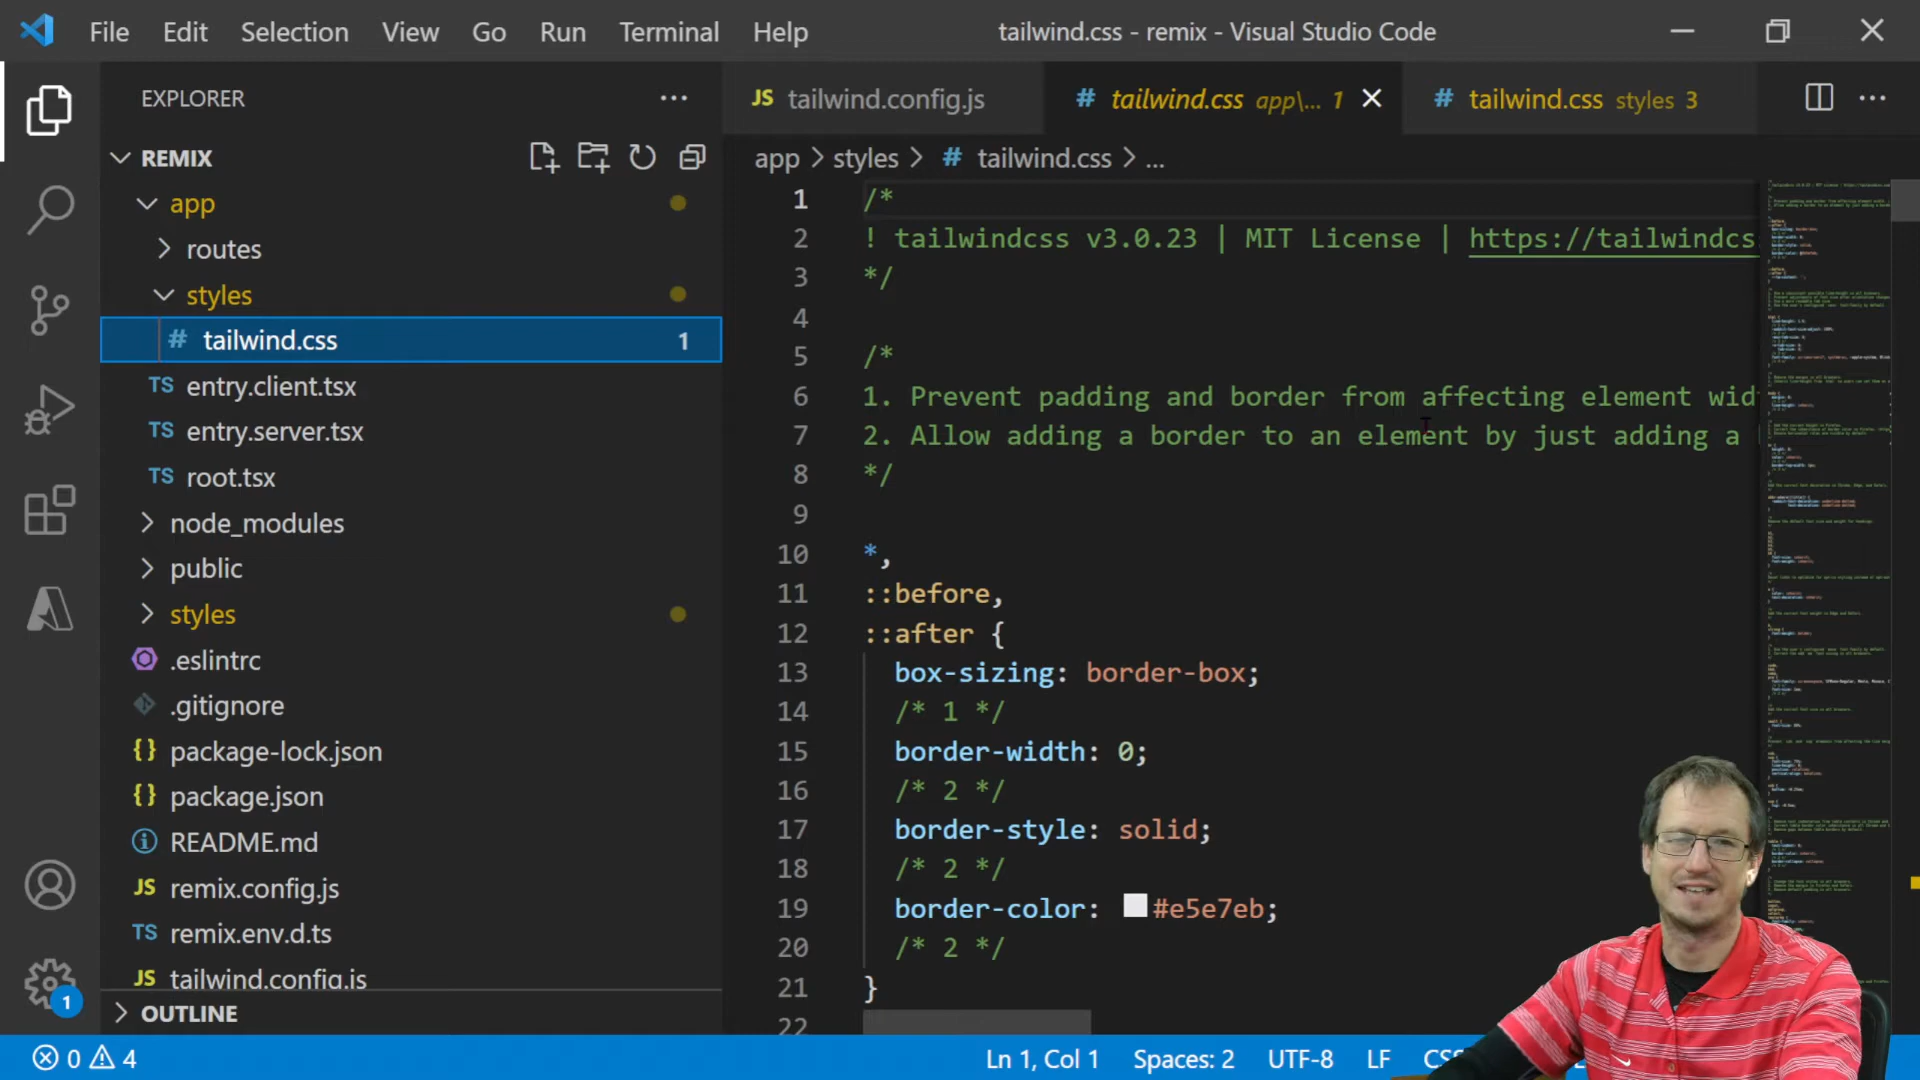 File Edit Selection View Go Run Terminal Help
tailwind.css - remix - Visual Studio Code
EXPLORER
REMIX
app
routes
styles
# tailwind.css 1
TS entry.client.tsx
TS entry.server.tsx
TS root.tsx
node_modules
public
styles
.eslintrc
.gitignore
{} package-lock.json
{} package.json
README.md
JS remix.config.js
TS remix.env.d.ts
JS tailwind.config.js
OUTLINE
1
JS tailwind.config.js
# tailwind.css app\... 1
# tailwind.css styles 3
app > styles > # tailwind.css > ...
1 /*
2 ! tailwindcss v3.0.23 | MIT License | https://tailwindcs
3 */
4
5 /*
6 1. Prevent padding and border from affecting element wid
7 2. Allow adding a border to an element by just adding a
8 */
9
10 *,
11 ::before,
12 ::after {
13 box-sizing: border-box;
14 /* 1 */
15 border-width: 0;
16 /* 2 */
17 border-style: solid;
18 /* 2 */
19 border-color: #e5e7eb;
20 /* 2 */
21 }
22
0 4
Ln 1, Col 1 Spaces: 2 UTF-8 LF